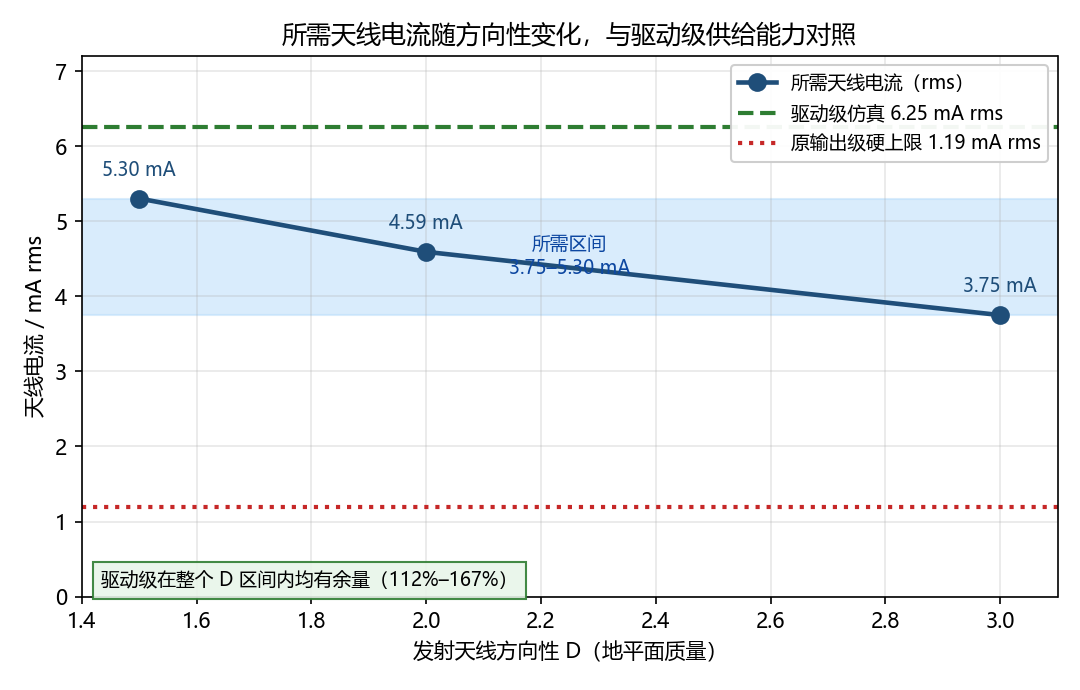 所需天线电流随方向性变化，与驱动级供给能力对照
所需天线电流（rms）
驱动级仿真 6.25 mA rms
原输出级硬上限 1.19 mA rms
天线电流 / mA rms
7
6
5
4
3
2
1
0
5.30 mA
4.59 mA
所需区间
3.75–5.30 mA
3.75 mA
驱动级在整个 D 区间内均有余量（112%–167%）
1.4
1.6
1.8
2.0
2.2
2.4
2.6
2.8
3.0
发射天线方向性 D（地平面质量）